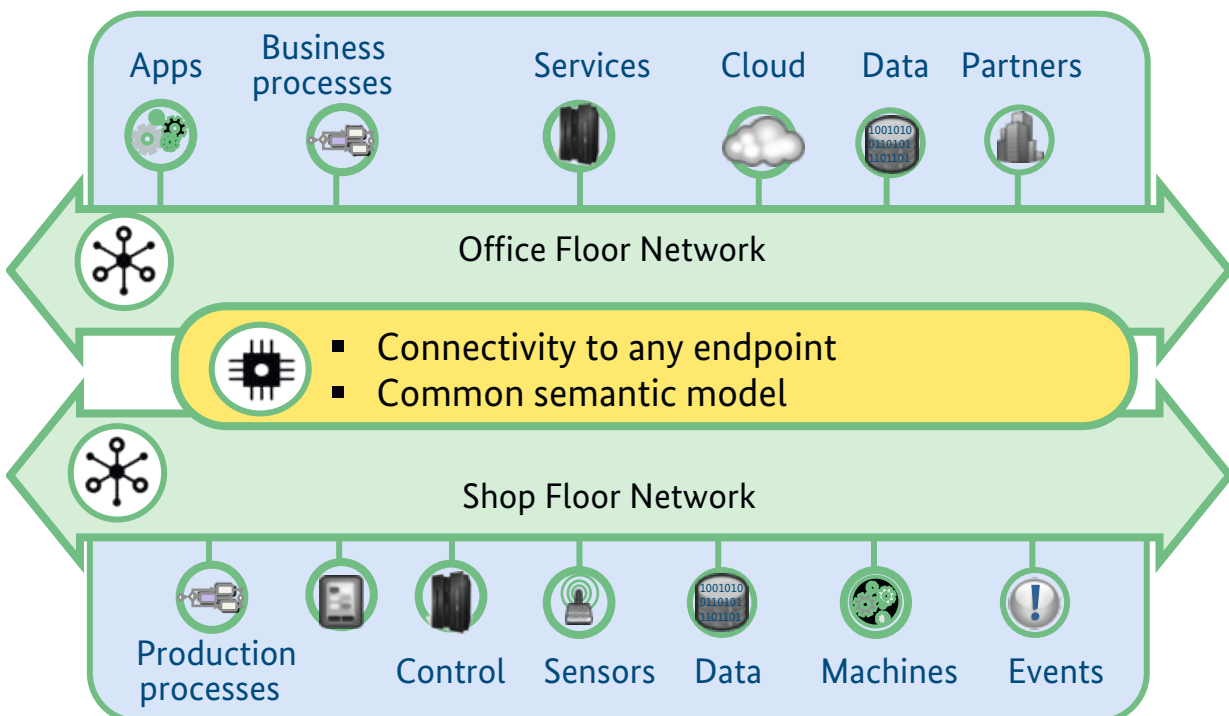 Apps
Business
processes
Services
Cloud
Data
Partners
1001010
0110101
1101101
Office Floor Network
▪ Connectivity to any endpoint
▪ Common semantic model
Shop Floor Network
1001010
0110101
1101101
Production
processes
Control
Sensors
Data
Machines
Events